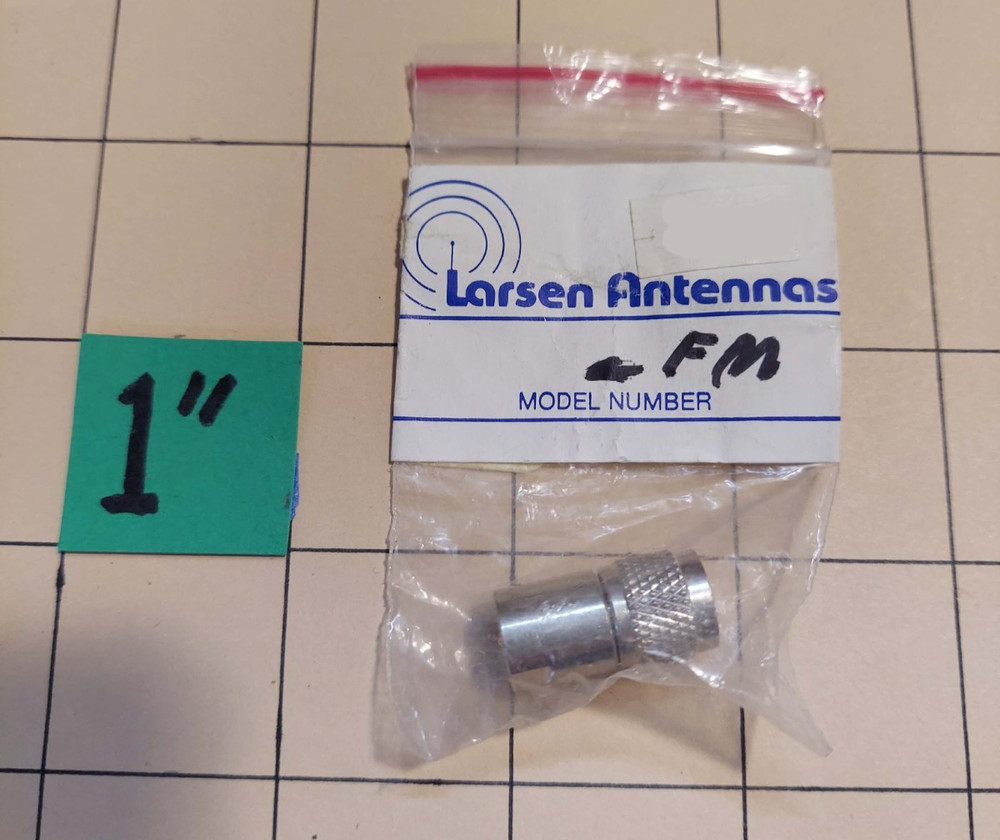 1"
Larsen Antennas
FM
MODEL NUMBER